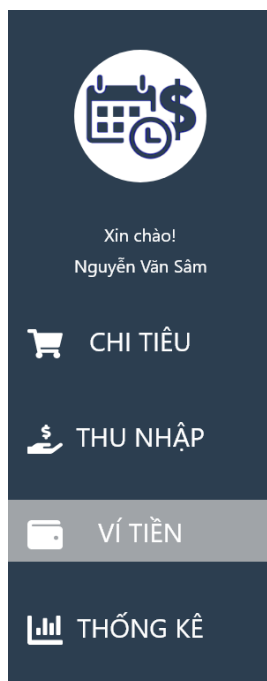 Xin chào!
Nguyễn Văn Sâm
CHI TIÊU
THU NHẬP
VÍ TIỀN
THỐNG KÊ